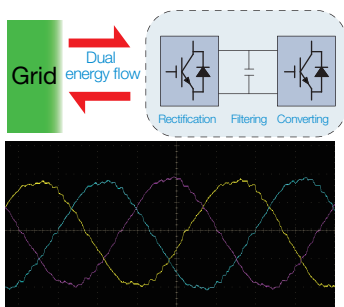 Grid
Dual
energy flow
Rectification
Filtering
Converting